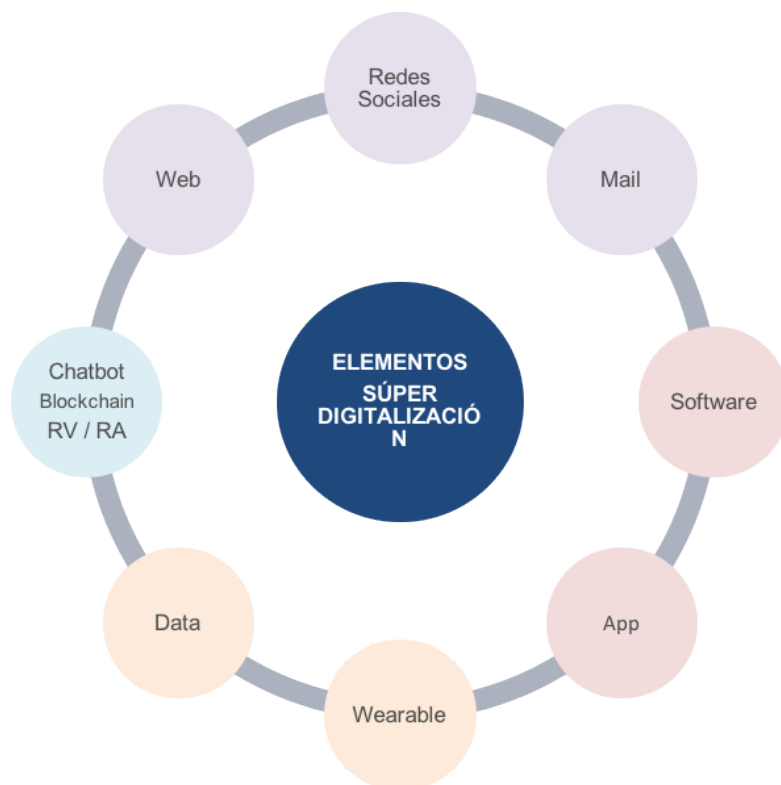 Redes
Sociales
Web
Mail
ELEMENTOS
SÚPER
DIGITALIZACIÓ
N
Chatbot
Blockchain
RV / RA
Software
Data
App
Wearable